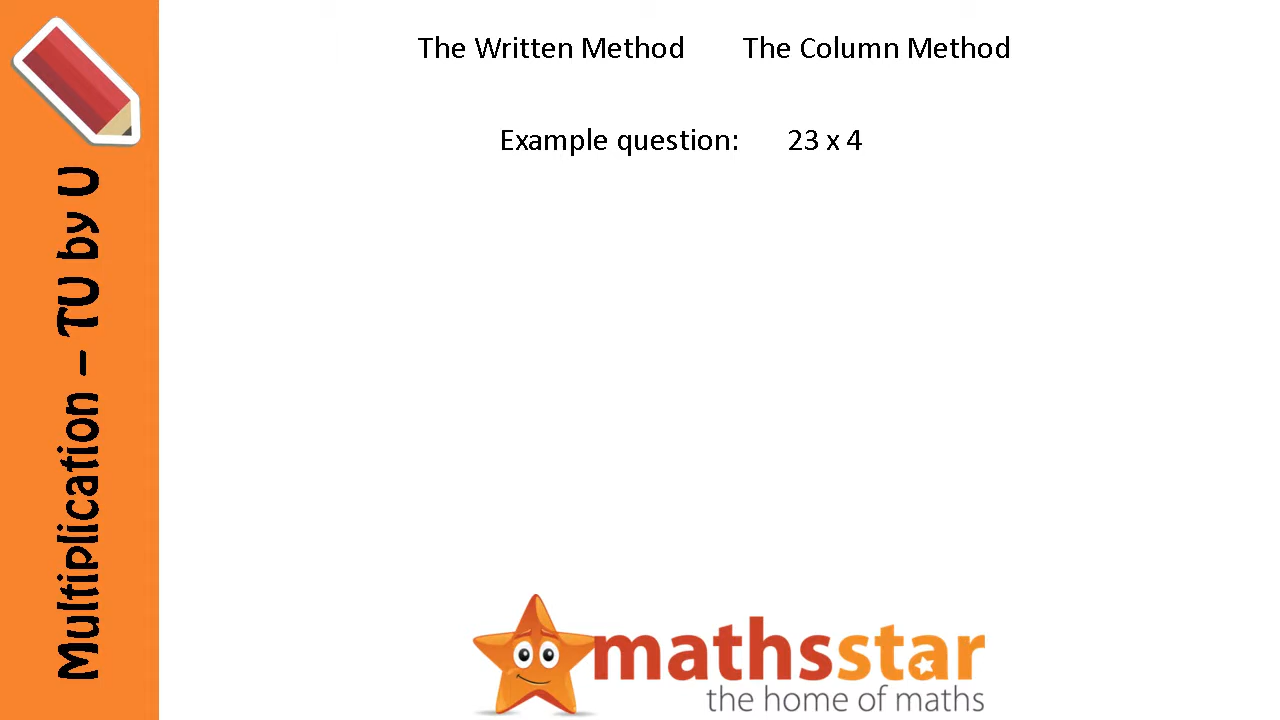 The Written Method The Column Method
Example question: 23 x 4
Multiplication – TU by U
mathsstar
the home of maths